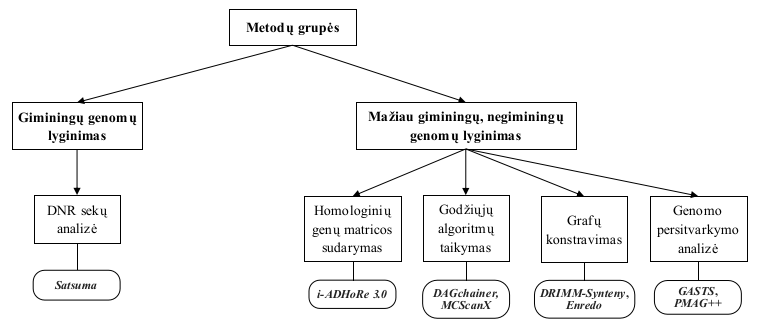 Metodų grupės
Giminingų genomų
lyginimas
Mažiau giminingų, negimininguų
genomų lyginimas
DNR sekų
analizė
Homologinių
genų matricos
sudarymas
Godžiųjų
algoritmų
taikymas
Grafų
konstravimas
Genomo
persitvarkymo
analizė
Satsuma
i-ADHoRe 3.0
DAGchainer,
MCScanX
DRIMM-Synteny,
Enredo
GASTS,
PMAG++